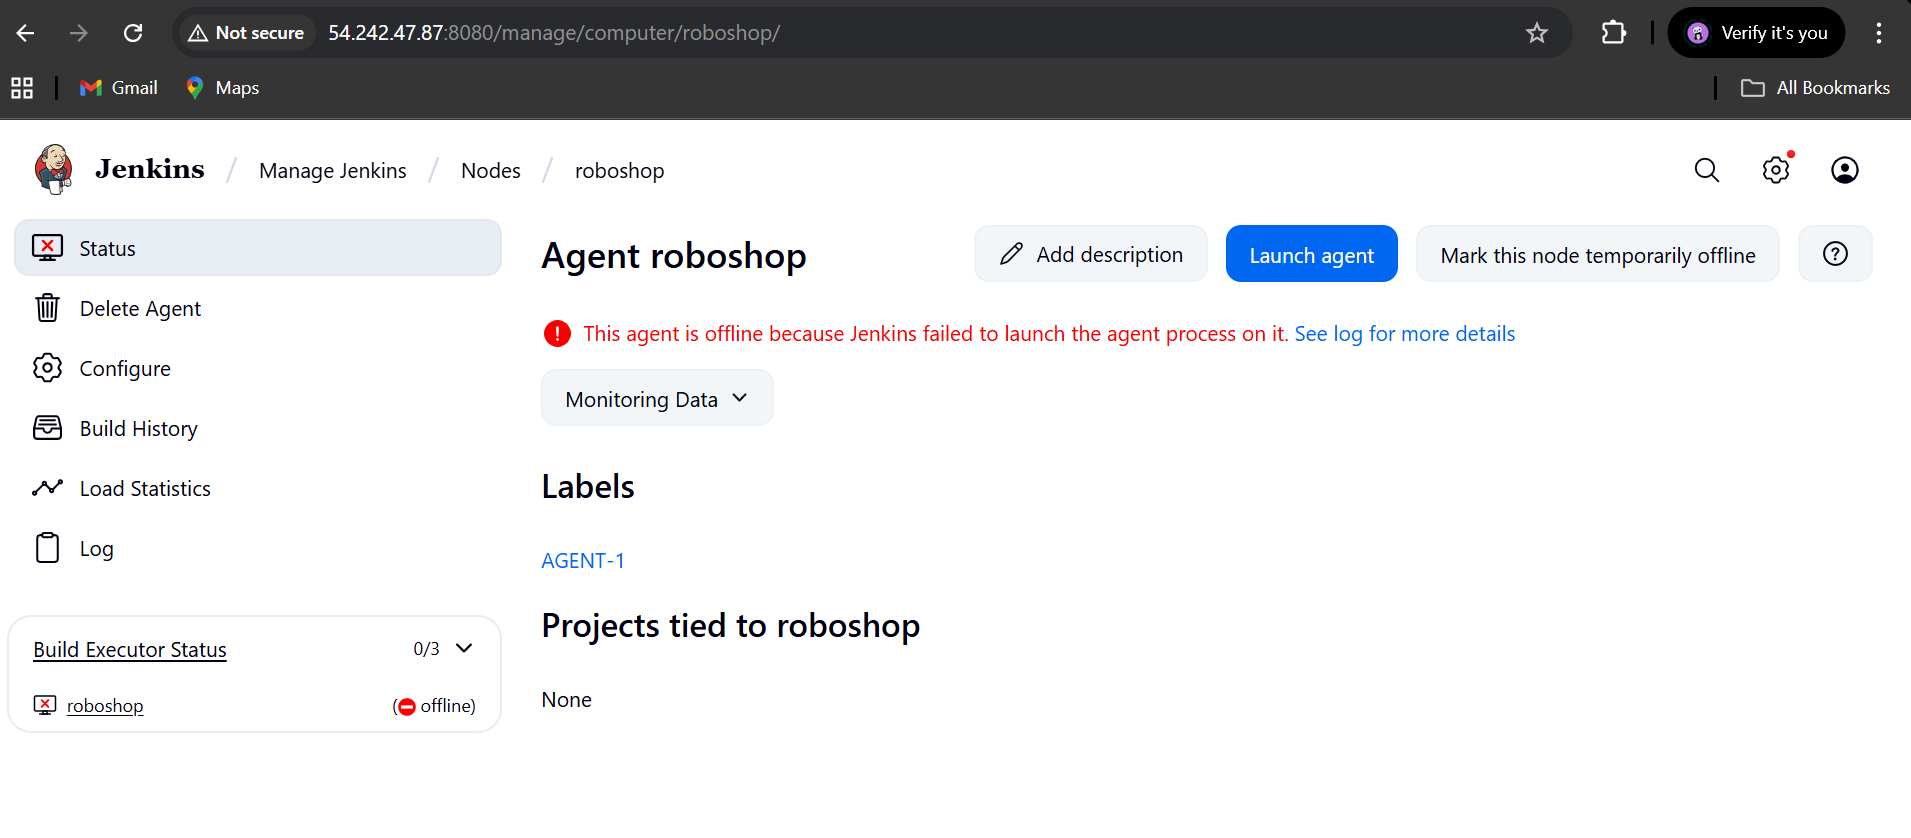 Not secure 54.242.47.87:8080/manage/computer/roboshop/ Verify it's you
Gmail Maps All Bookmarks
Jenkins / Manage Jenkins / Nodes / roboshop
Status
Delete Agent
Configure
Build History
Load Statistics
Log
Build Executor Status 0/3
roboshop (offline)
Agent roboshop Add description Launch agent Mark this node temporarily offline
This agent is offline because Jenkins failed to launch the agent process on it. See log for more details
Monitoring Data
Labels
AGENT-1
Projects tied to roboshop
None